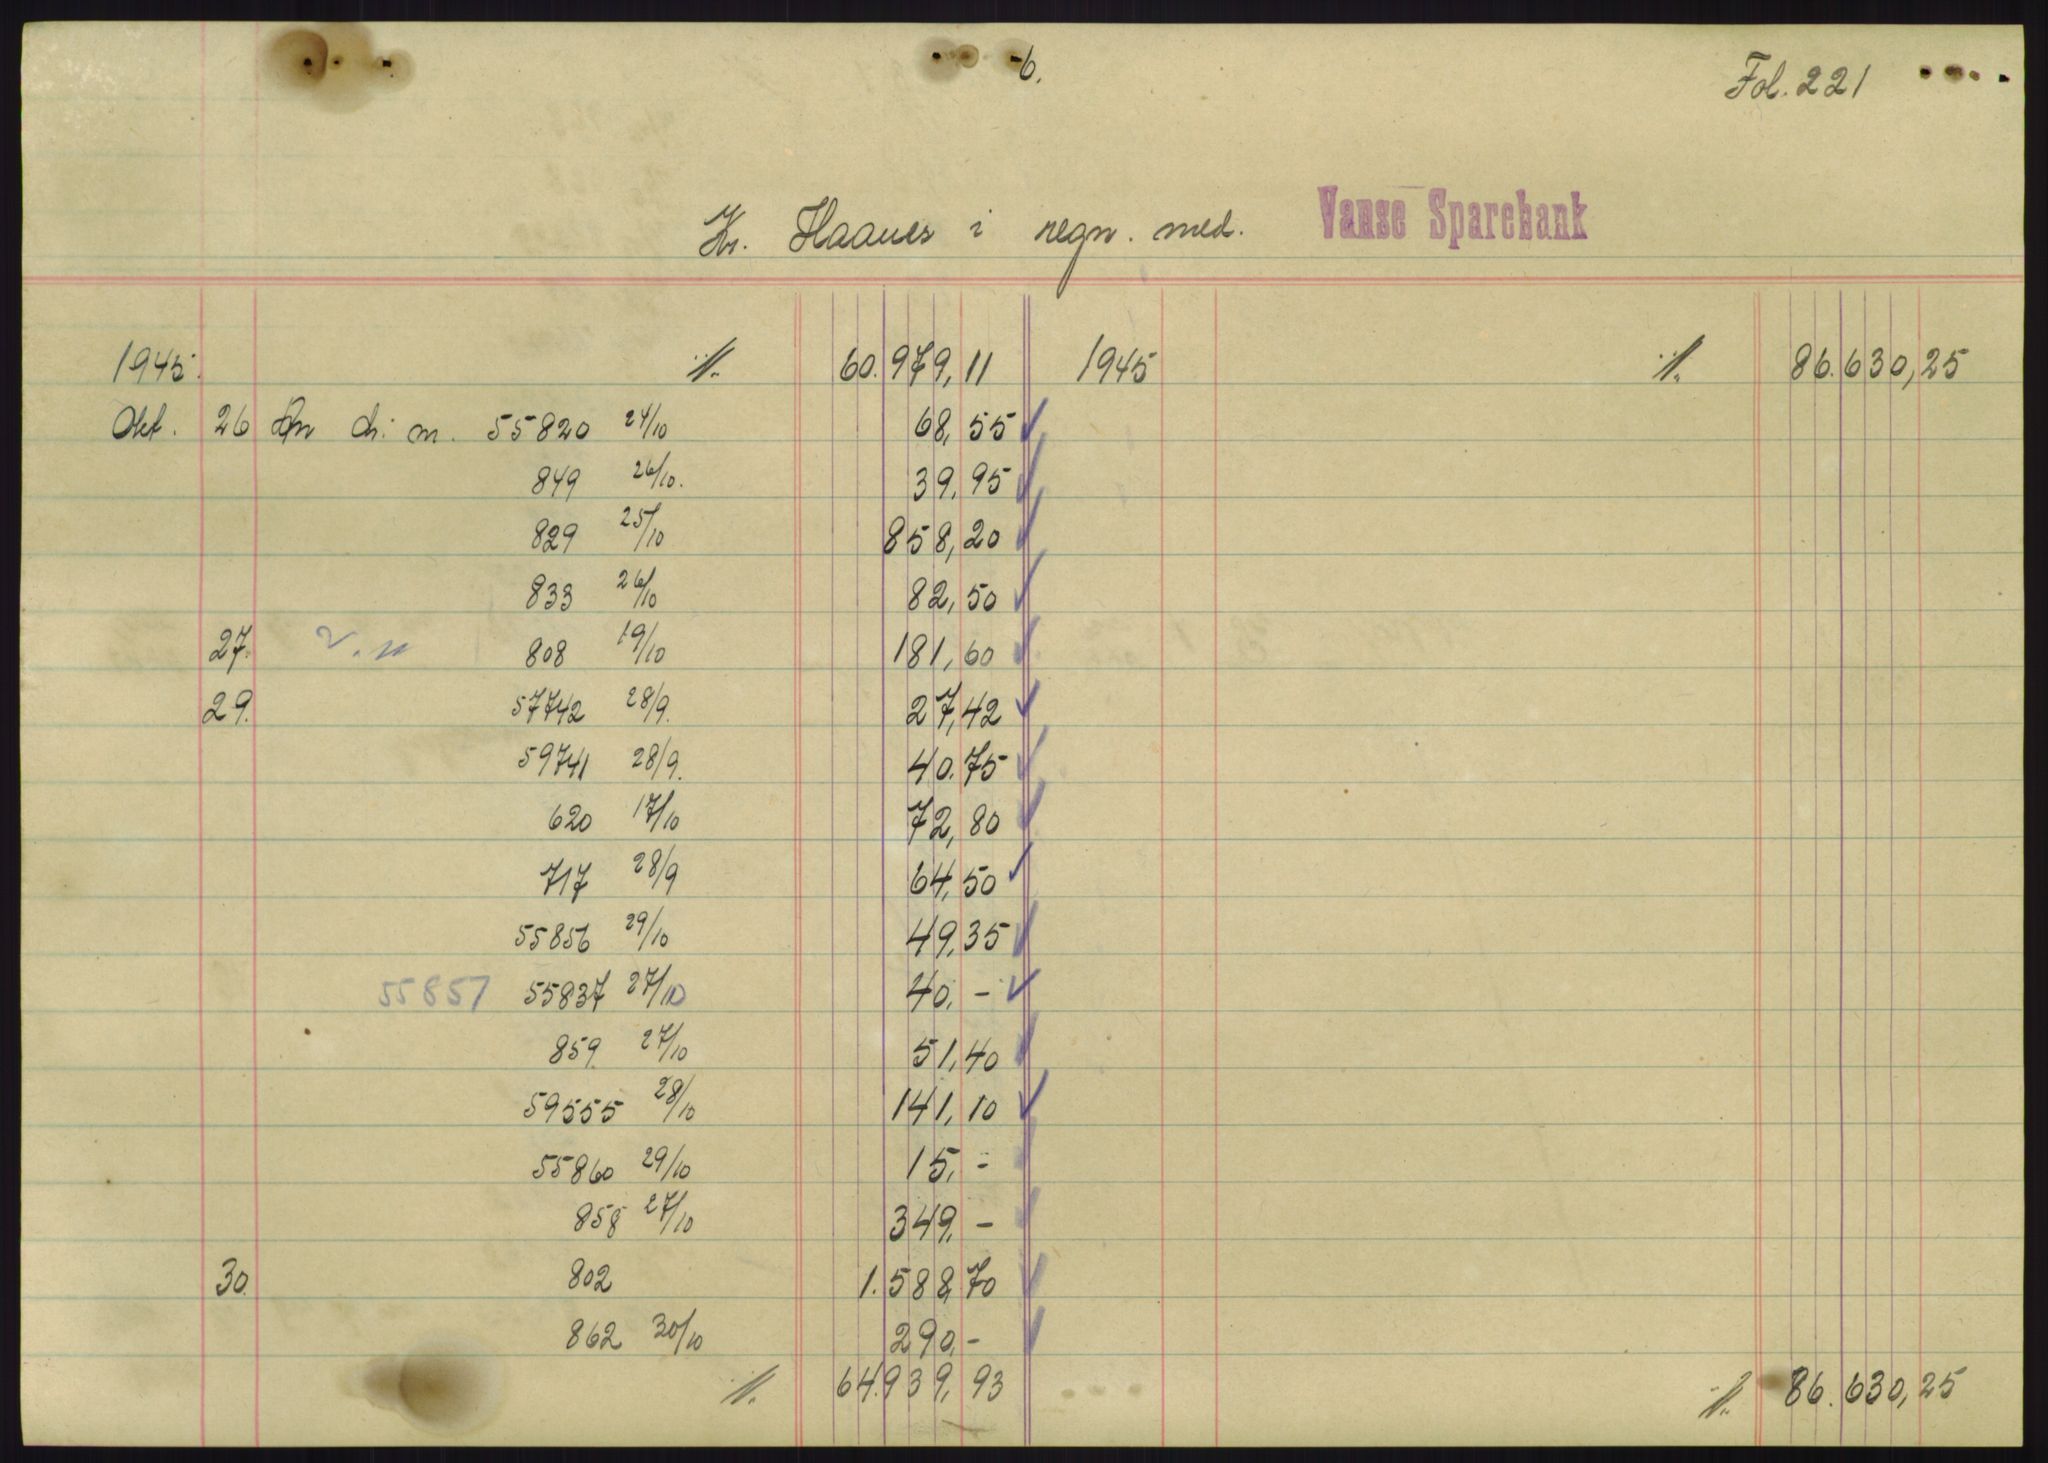 6.
Fol. 221
Kr. Haanes i regn. med. Vanse Sparebank
1945. ·/. 60.979,11 1945 ·/. 86.630,25
Okt. 26 ch. m. 55820 24/10 68,55
849 26/10. 39,95
829 25/10 858,20
833 26/10 82,50
27. 808 19/10 181,60
29. 57742 28/9. 27,42
59741 28/9. 40.75
620 17/10 72,80
717 28/9 64,50
55856 29/10 49,35
55857 55837 27/10 40,-
859. 27/10 51,40
59555 28/10 141,10
55860 29/10 15,-
858 27/10 349,-
30. 802 1.588,70
862 30/10 290,-
·/. 64.939,93 ·/. 86.630,25